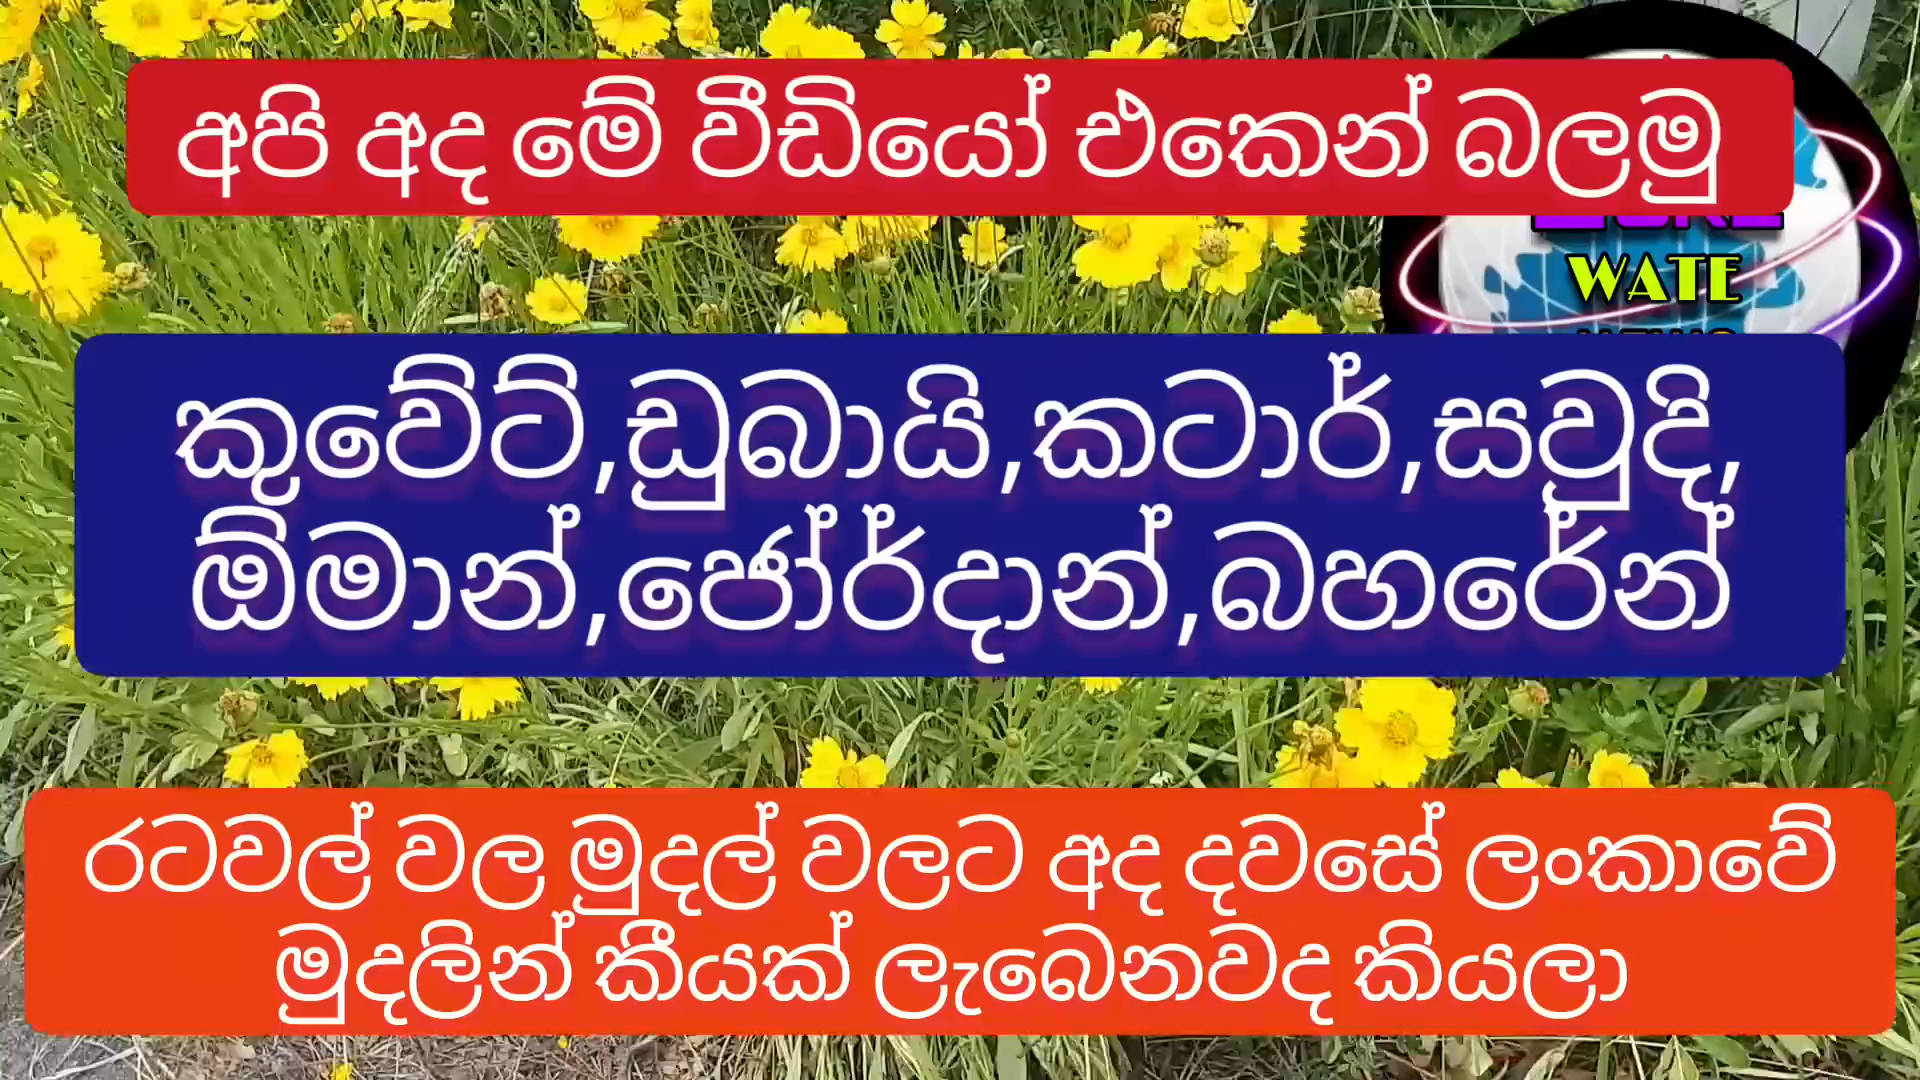 අපි අද මේ වීඩියෝ එකෙන් බලමු
WATE
කුවේට්,ඩුබායි,කටාර්,සවුදි,
ඕමාන්,ජෝර්දාන්,බහරේන්
රටවල් වල මුදල් වලට අද දවසේ ලංකාවේ
මුදලින් කීයක් ලැබෙනවද කියලා